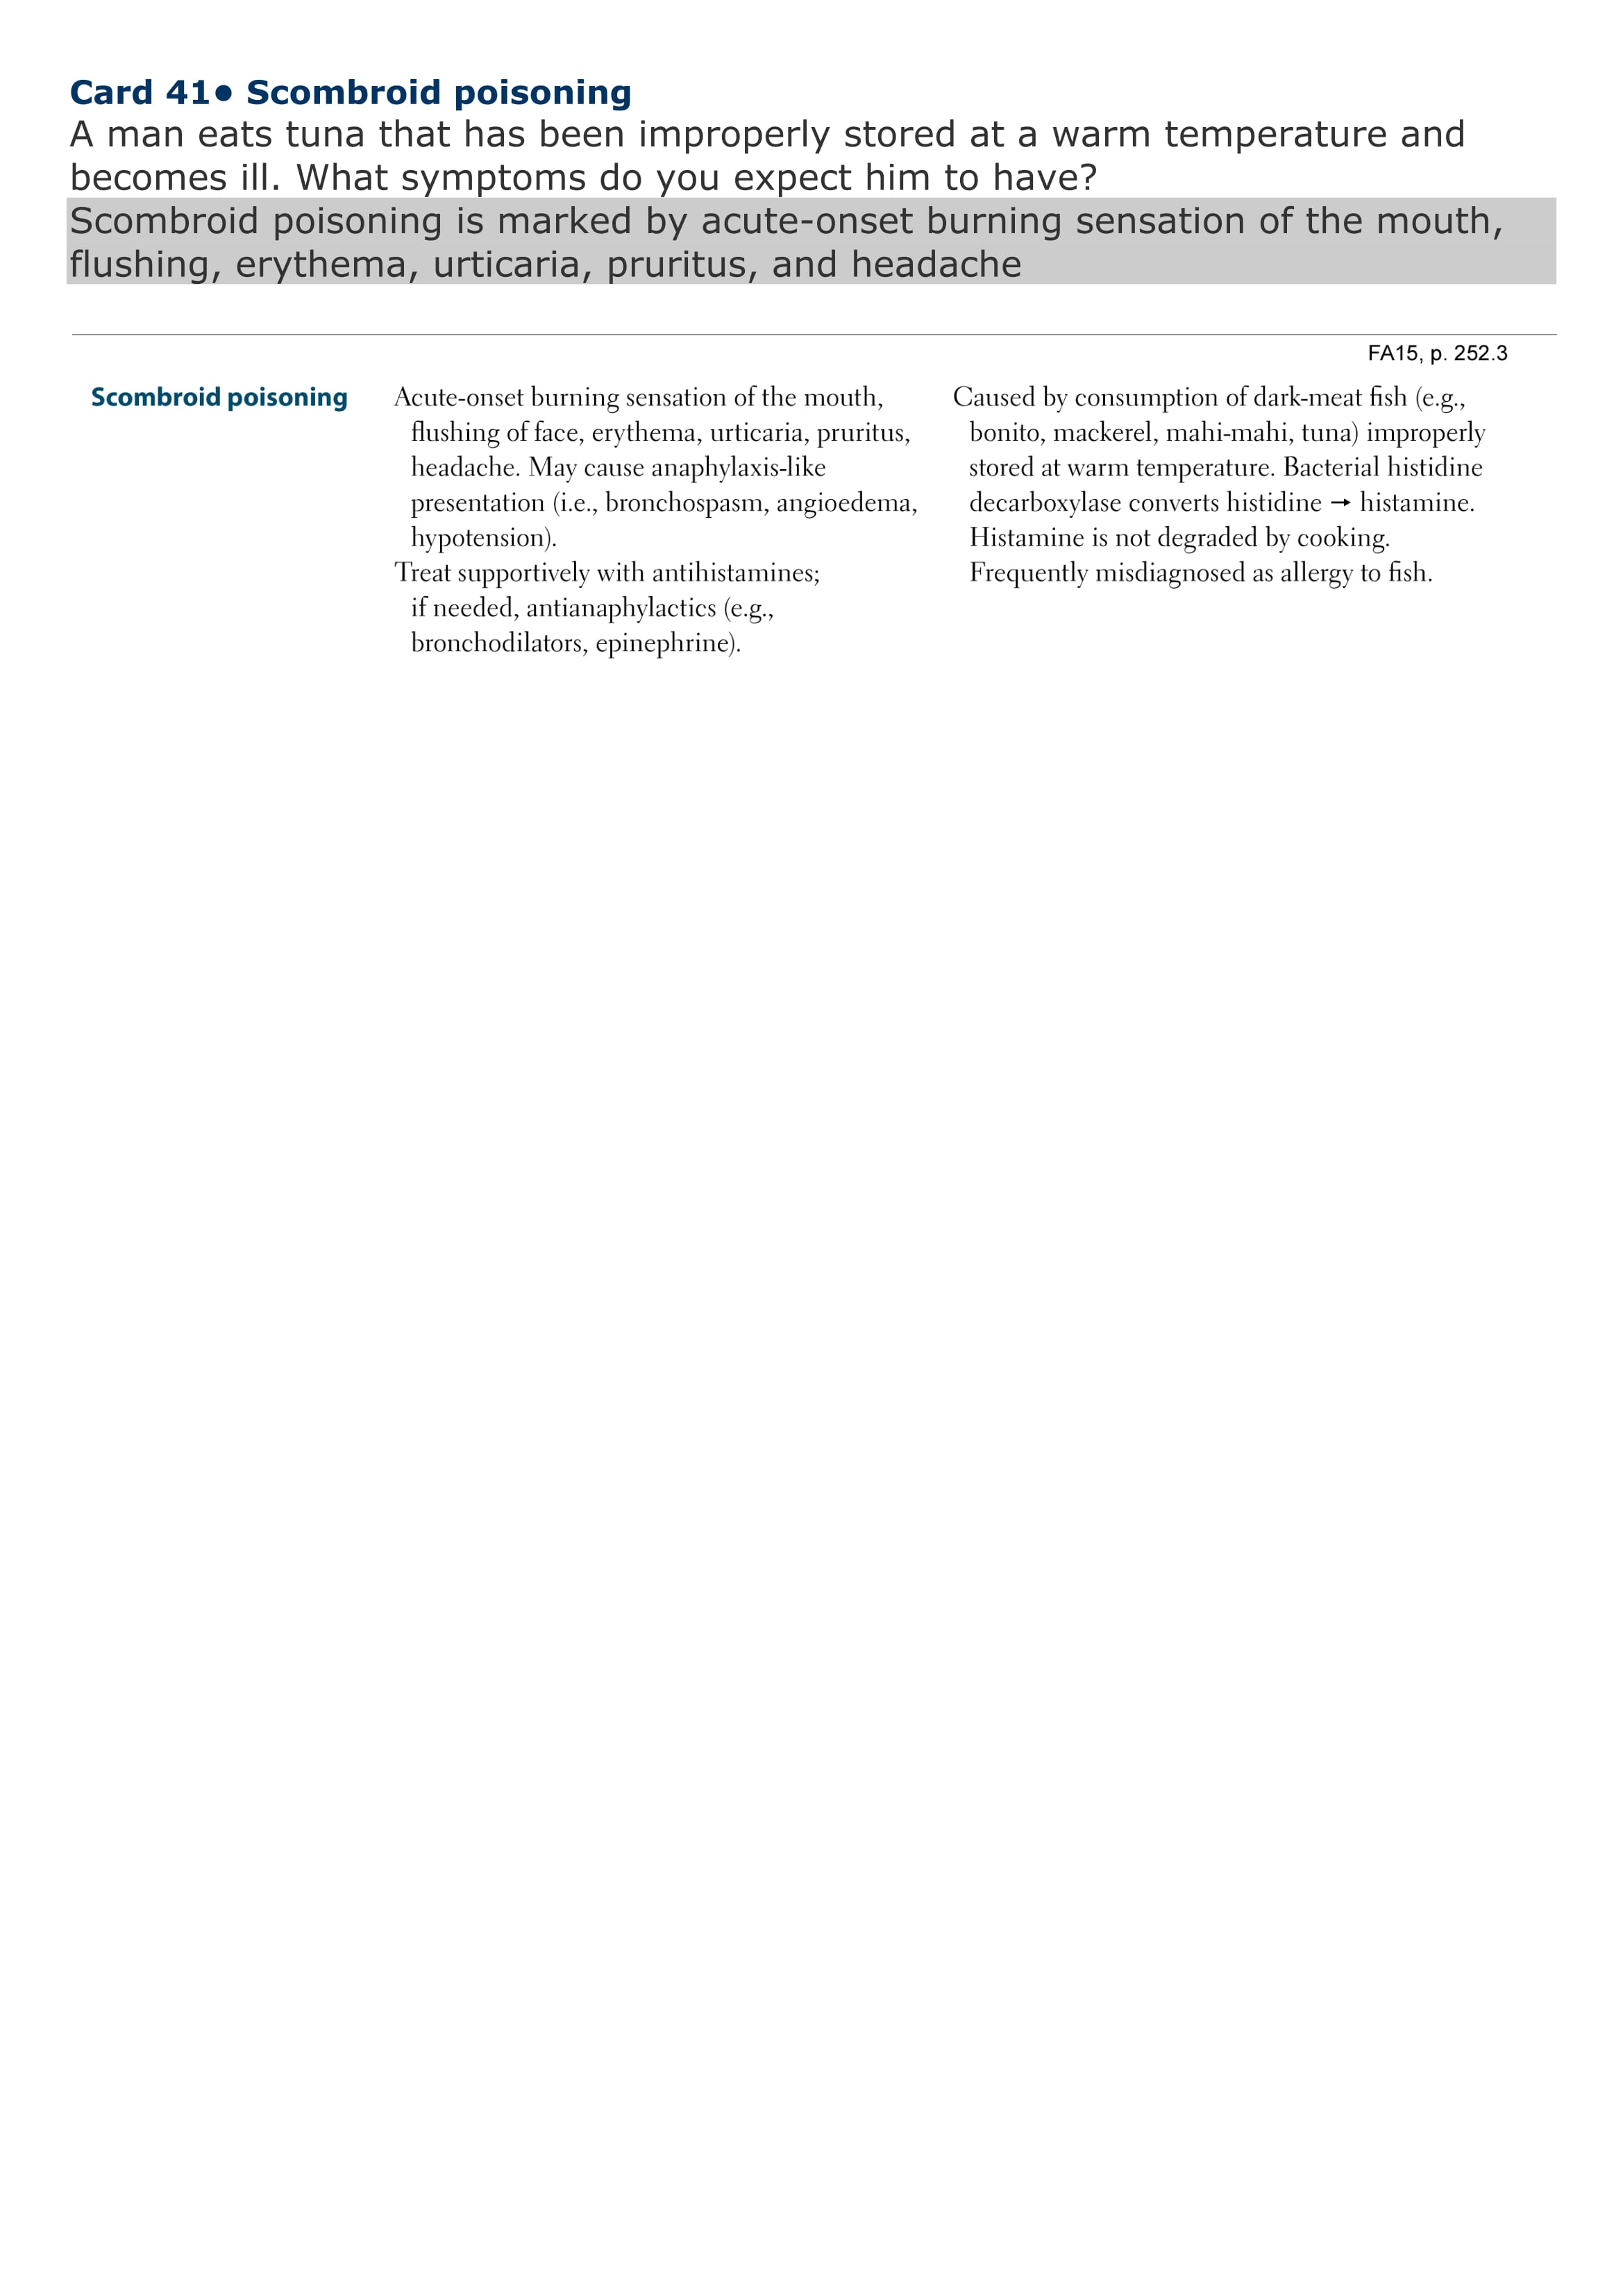 Card 41● Scombroid poisoning
A man eats tuna that has been improperly stored at a warm temperature and
becomes ill. What symptoms do you expect him to have?
Scombroid poisoning is marked by acute-onset burning sensation of the mouth,
flushing, erythema, urticaria, pruritus, and headache
FA15, p. 252.3
Scombroid poisoning
Acute-onset burning sensation of the mouth,
flushing of face, erythema, urticaria, pruritus,
headache. May cause anaphylaxis-like
presentation (i.e., bronchospasm, angioedema,
hypotension).
Treat supportively with antihistamines;
if needed, antianaphylactics (e.g.,
bronchodilators, epinephrine).
Caused by consumption of dark-meat fish (e.g.,
bonito, mackerel, mahi-mahi, tuna) improperly
stored at warm temperature. Bacterial histidine
decarboxylase converts histidine → histamine.
Histamine is not degraded by cooking.
Frequently misdiagnosed as allergy to fish.